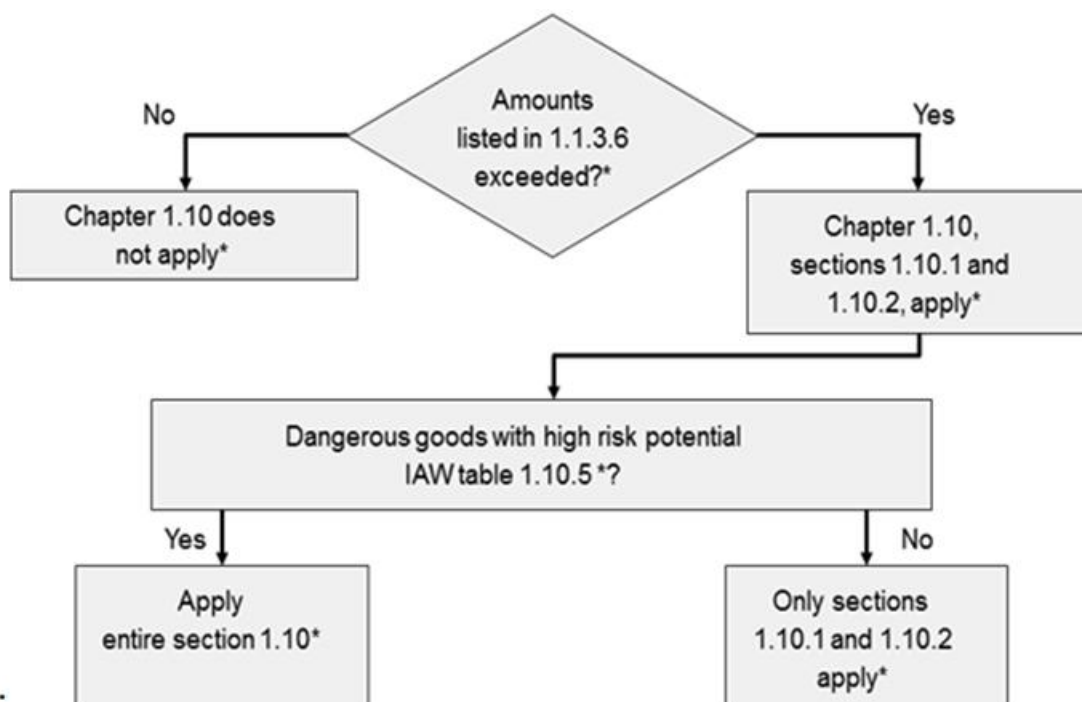 Amounts
listed in 1.1.3.6
exceeded?*
No
Yes
Chapter 1.10 does
not apply*
Chapter 1.10,
sections 1.10.1 and
1.10.2, apply*
Dangerous goods with high risk potential
IAW table 1.10.5 *?
Yes
No
Apply
entire section 1.10*
Only sections
1.10.1 and 1.10.2
apply*
.